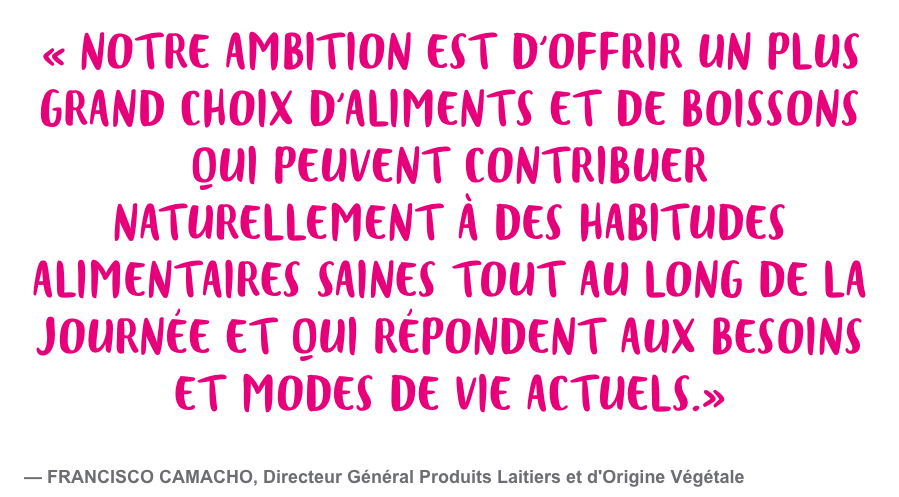 « NOTRE AMBITION EST D’OFFRIR UN PLUS
GRAND CHOIX D’ALIMENTS ET DE BOISSONS
QUI PEUVENT CONTRIBUER
NATURELLEMENT À DES HABITUDES
ALIMENTAIRES SAINES TOUT AU LONG DE LA
JOURNÉE ET QUI RÉPONDENT AUX BESOINS
ET MODES DE VIE ACTUELS.»
— FRANCISCO CAMACHO, Directeur Général Produits Laitiers et d'Origine Végétale